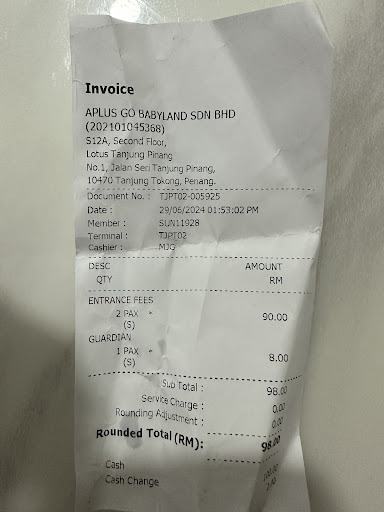 Invoice
APLUS GO BABYLAND SDN BHD
(202101045368)
S12A, Second Floor,
Lotus Tanjung Pinang
No.1, Jalan Seri Tanjung Pinang,
10470 Tanjung Tokong, Penang.
Document No. : TJPT02-005925
Date : 29/06/2024 01:53:02 PM
Member : SUN11928
Terminal : TJPT02
Cashier : MJG
DESC AMOUNT
QTY RM
ENTRANCE FEES
2 PAX * 90.00
(S)
GUARDIAN
1 PAX * 8.00
(S)
Sub Total : 98.00
Service Charge : 0.00
Rounding Adjustment : 0.00
Rounded Total (RM): 98.00
Cash 100.00
Cash Change 2.00